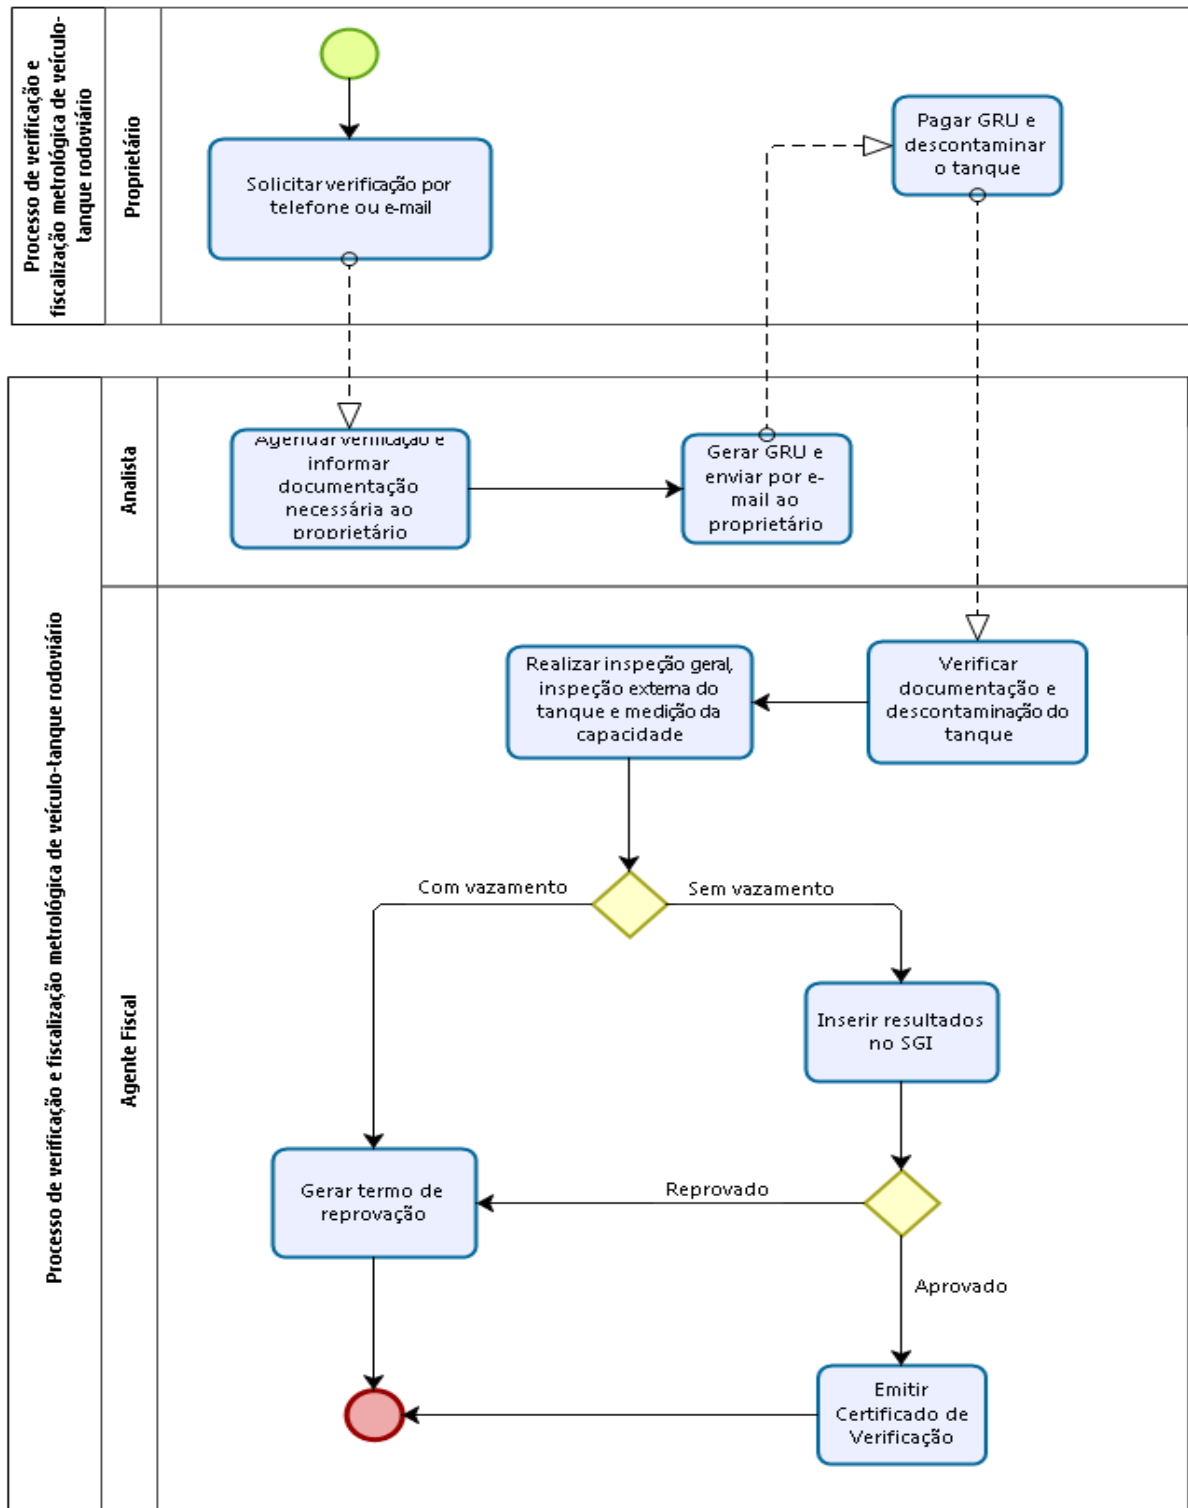 Processo de verificação e
fiscalização metrológica de veículo-
tanque rodoviário
Proprietário
Solicitar verificação por
telefone ou e-mail
Pagar GRU e
descontaminar
o tanque
Processo de verificação e fiscalização metrológica de veículo-tanque rodoviário
Analista
Agendar verificação e
informar
documentação
necessária ao
proprietário
Gerar GRU e
enviar por e-
mail ao
proprietário
Agente Fiscal
Verificar
documentação e
descontaminação do
tanque
Realizar inspeção geral,
inspeção externa do
tanque e medição da
capacidade
Com vazamento
Sem vazamento
Inserir resultados
no SGI
Gerar termo de
reprovação
Reprovado
Aprovado
Emitir
Certificado de
Verificação